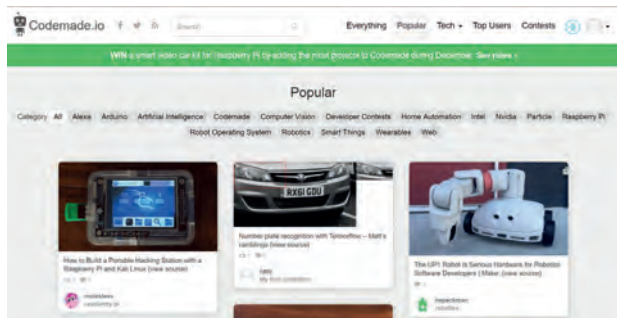 Codemade.io
Everything Popular Tech Top Users Contests
WIN a smart video car kit for Raspberry Pi by adding the most projects to Codemade during December. See rules
Popular
Category All Alexa Arduino Artificial Intelligence Codemade Computer Vision Developer Contests Home Automation Intel Nvidia Particle Raspberry Pi
Robot Operating System Robotics Smart Things Wearables Web
RX61 GDU
How to Build a Portable Hacking Station with a
Raspberry Pi and Kali Linux (view source)
raspberry pi
Number plate recognition with Tensorflow – Matt's
ramblings (view source)
The UP1 Robot Is Serious Hardware for Robotics
Software Developers | Make: (view source)
robotics